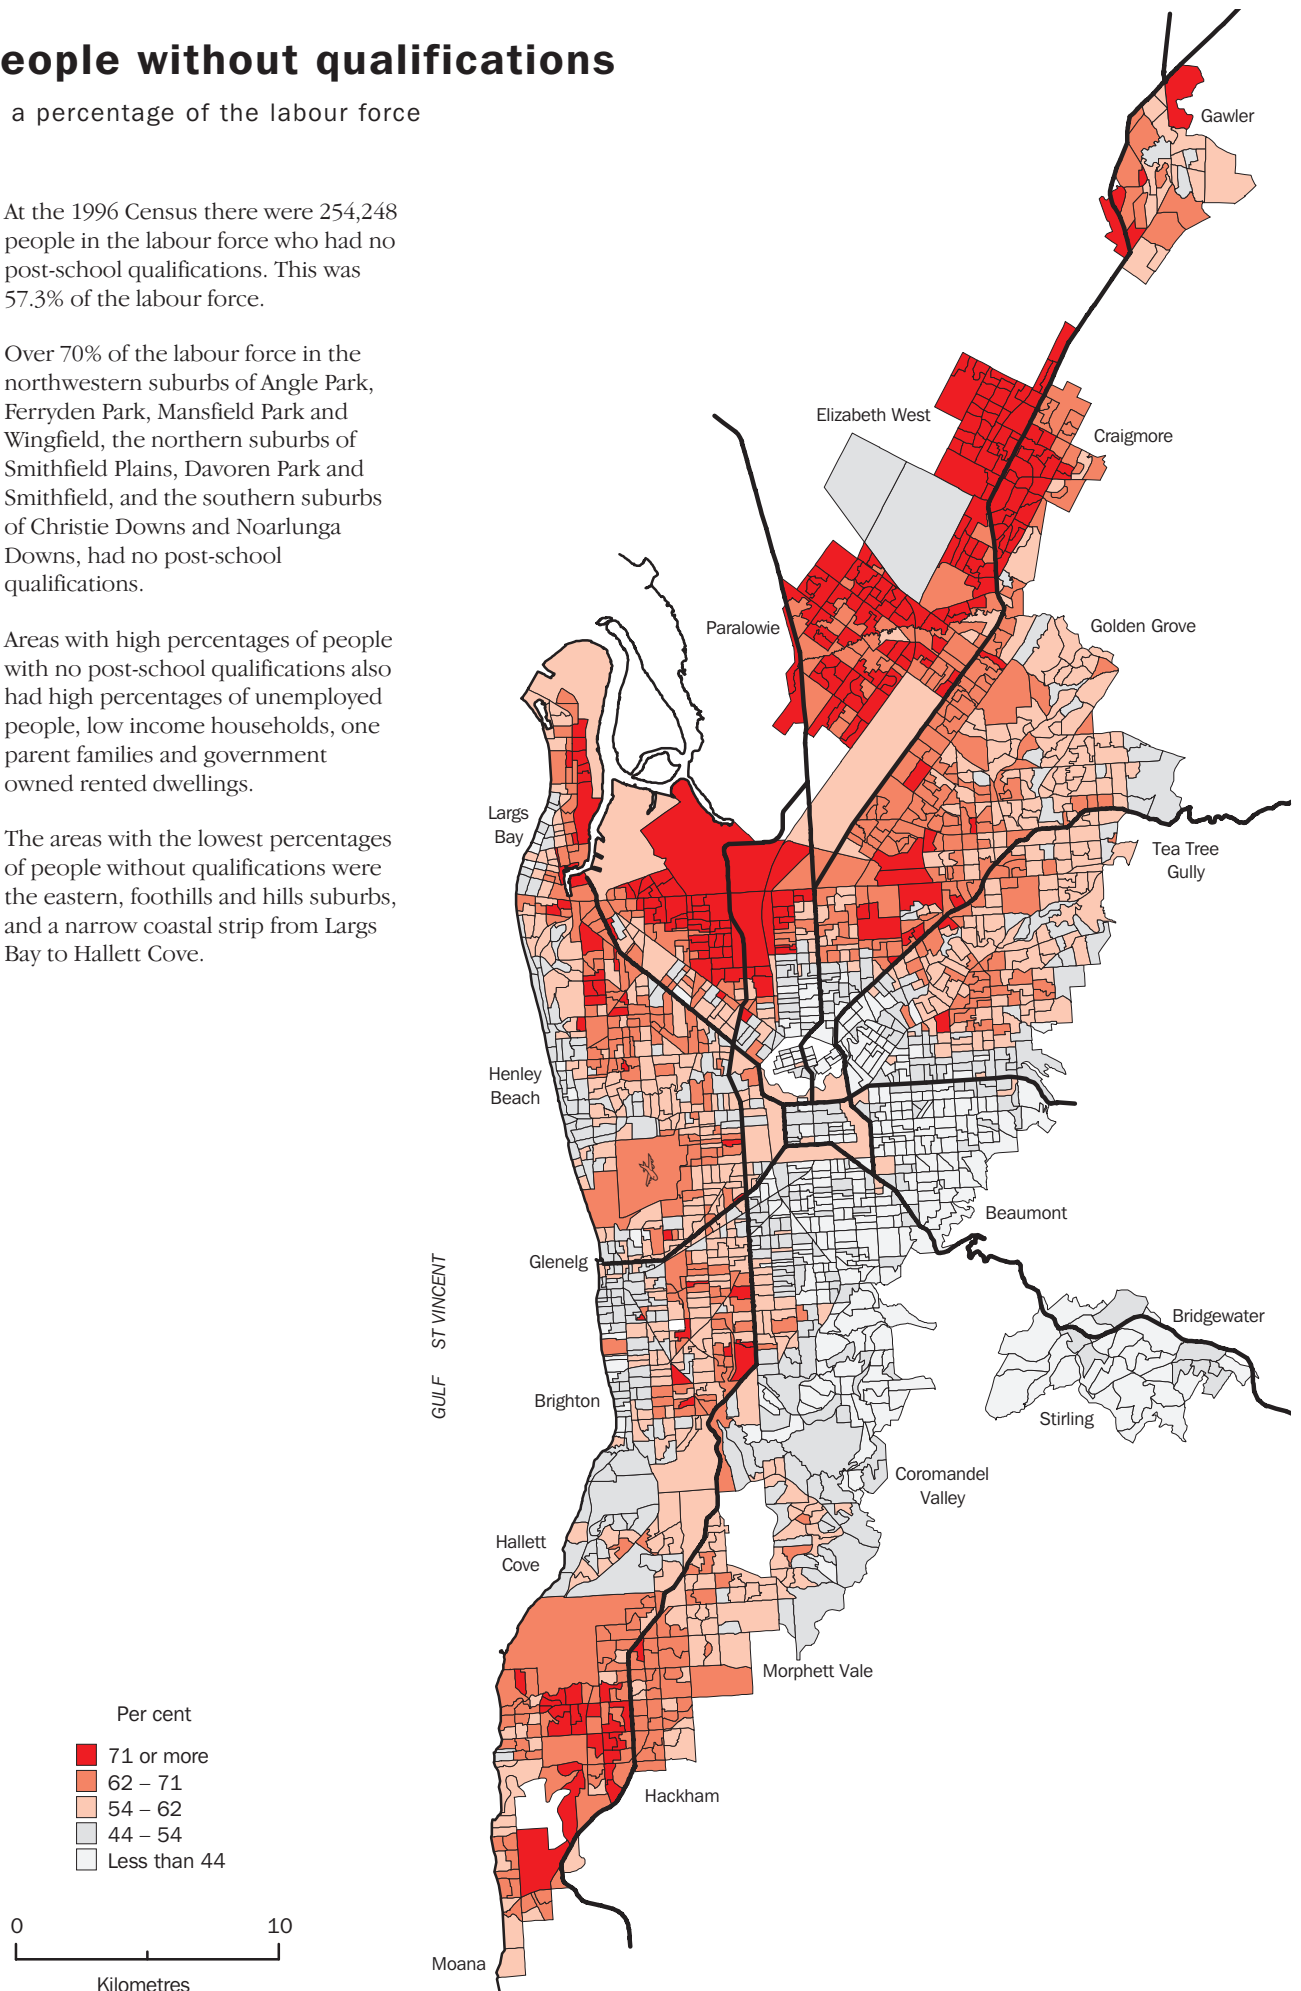 eople without qualifications
a percentage of the labour force
At the 1996 Census there were 254,248
people in the labour force who had no
post-school qualifications. This was
57.3% of the labour force.
Over 70% of the labour force in the
northwestern suburbs of Angle Park,
Ferryden Park, Mansfield Park and
Wingfield, the northern suburbs of
Smithfield Plains, Davoren Park and
Smithfield, and the southern suburbs
of Christie Downs and Noarlunga
Downs, had no post-school
qualifications.
Areas with high percentages of people
with no post-school qualifications also
had high percentages of unemployed
people, low income households, one
parent families and government
owned rented dwellings.
The areas with the lowest percentages
of people without qualifications were
the eastern, foothills and hills suburbs,
and a narrow coastal strip from Largs
Bay to Hallett Cove.
Gawler
Elizabeth West
Craigmore
Paralowie
Golden Grove
Largs
Bay
Tea Tree
Gully
Henley
Beach
Beaumont
Glenelg
GULF ST VINCENT
Bridgewater
Brighton
Stirling
Coromandel
Valley
Hallett
Cove
Morphett Vale
Hackham
Moana
Per cent
71 or more
62 – 71
54 – 62
44 – 54
Less than 44
0 10
Kilometres